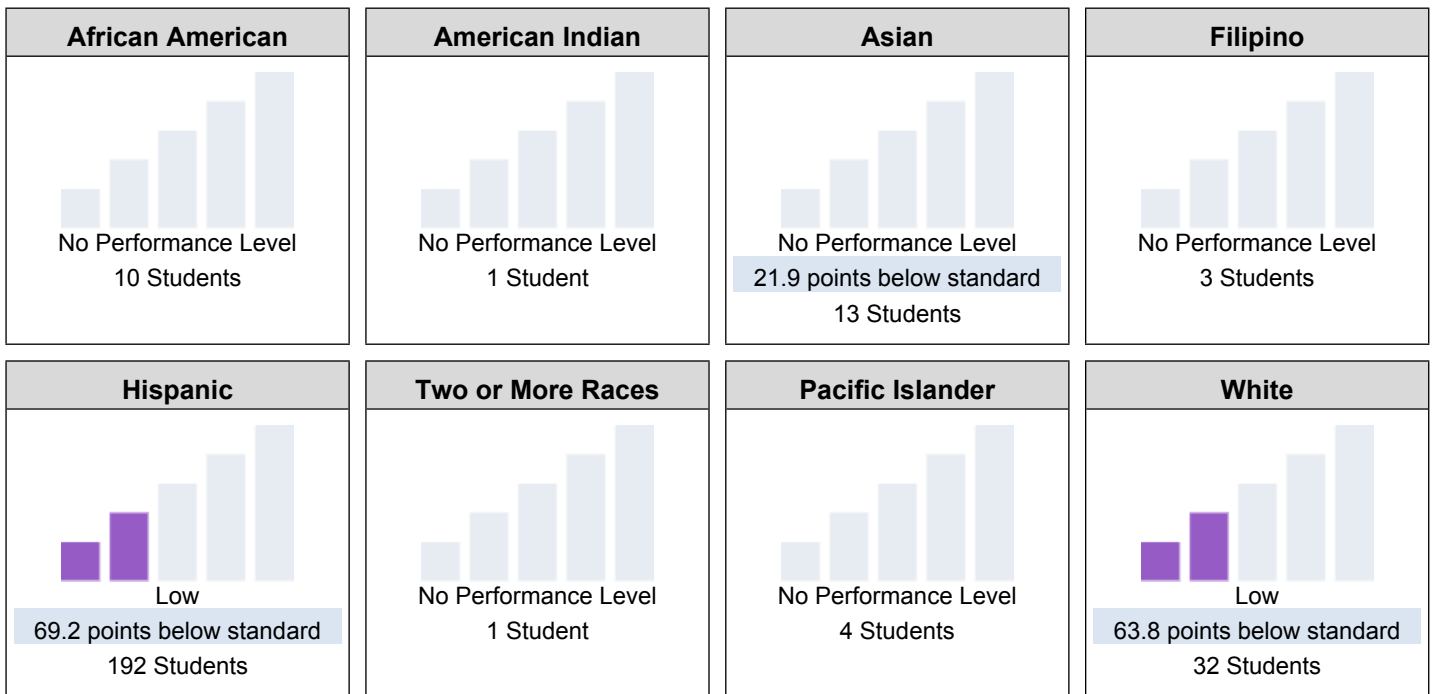 African American
No Performance Level
10 Students
American Indian
No Performance Level
1 Student
Asian
No Performance Level
21.9 points below standard
13 Students
Filipino
No Performance Level
3 Students
Hispanic
Low
69.2 points below standard
192 Students
Two or More Races
No Performance Level
1 Student
Pacific Islander
No Performance Level
4 Students
White
Low
63.8 points below standard
32 Students